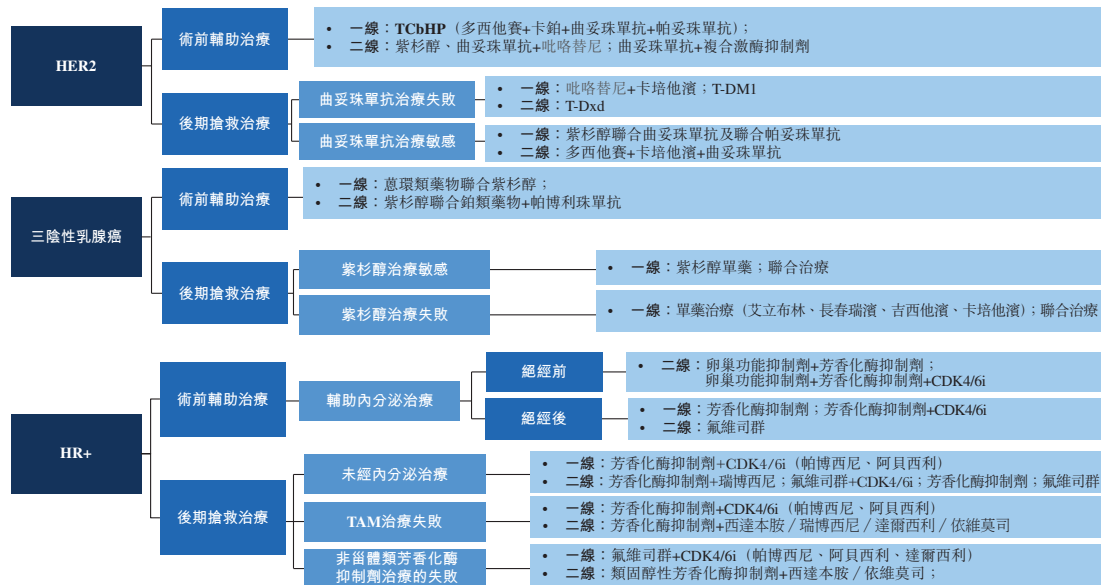 HER2
術前輔助治療
• 一線：TCbHP（多西他賽+卡鉑+曲妥珠單抗+帕妥珠單抗）；
• 二線：紫杉醇、曲妥珠單抗+吡咯替尼；曲妥珠單抗+複合激酶抑制劑
後期搶救治療
曲妥珠單抗治療失敗
• 一線：吡咯替尼+卡培他濱；T-DM1
• 二線：T-Dxd
曲妥珠單抗治療敏感
• 一線：紫杉醇聯合曲妥珠單抗及聯合帕妥珠單抗
• 二線：多西他賽+卡培他濱+曲妥珠單抗
三陰性乳腺癌
術前輔助治療
• 一線：蒽環類藥物聯合紫杉醇；
• 二線：紫杉醇聯合鉑類藥物+帕博利珠單抗
後期搶救治療
紫杉醇治療敏感
• 一線：紫杉醇單藥；聯合治療
紫杉醇治療失敗
• 一線：單藥治療（艾立布林、長春瑞濱、吉西他濱、卡培他濱）；聯合治療
HR+
術前輔助治療
輔助內分泌治療
絕經前
• 二線：卵巢功能抑制劑+芳香化酶抑制劑；
卵巢功能抑制劑+芳香化酶抑制劑+CDK4/6i
絕經後
• 一線：芳香化酶抑制劑；芳香化酶抑制劑+CDK4/6i
• 二線：氟維司群
後期搶救治療
未經內分泌治療
• 一線：芳香化酶抑制劑+CDK4/6i（帕博西尼、阿貝西利）
• 二線：芳香化酶抑制劑+瑞博西尼；氟維司群+CDK4/6i；芳香化酶抑制劑；氟維司群
TAM治療失敗
• 一線：芳香化酶抑制劑+CDK4/6i（帕博西尼、阿貝西利）
• 二線：芳香化酶抑制劑+西達本胺／瑞博西尼／達爾西利／依維莫司
非甾體類芳香化酶
抑制劑治療的失敗
• 一線：氟維司群+CDK4/6i（帕博西尼、阿貝西利、達爾西利）
• 二線：類固醇性芳香化酶抑制劑+西達本胺／依維莫司；